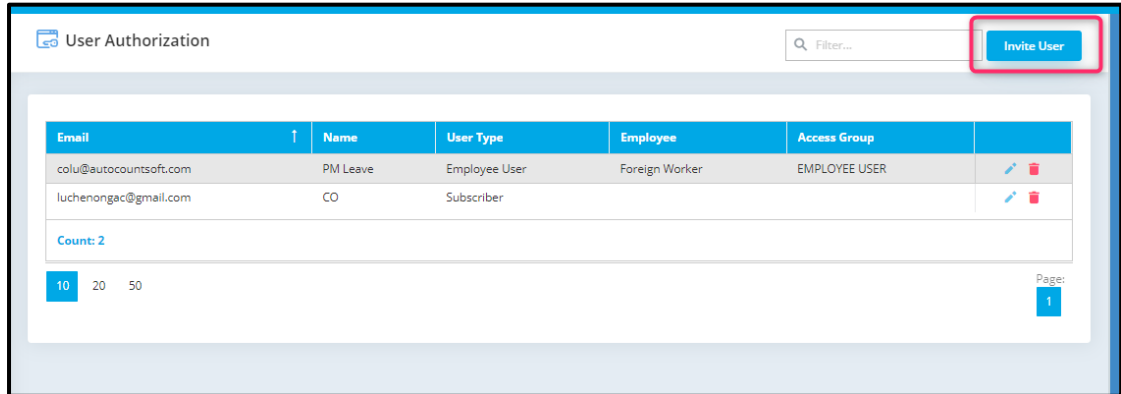 User Authorization
Filter...
Invite User
Email ↑ Name User Type Employee Access Group
colu@autocountsoft.com PM Leave Employee User Foreign Worker EMPLOYEE USER
luchenongac@gmail.com CO Subscriber
Count: 2
10 20 50
Page:
1